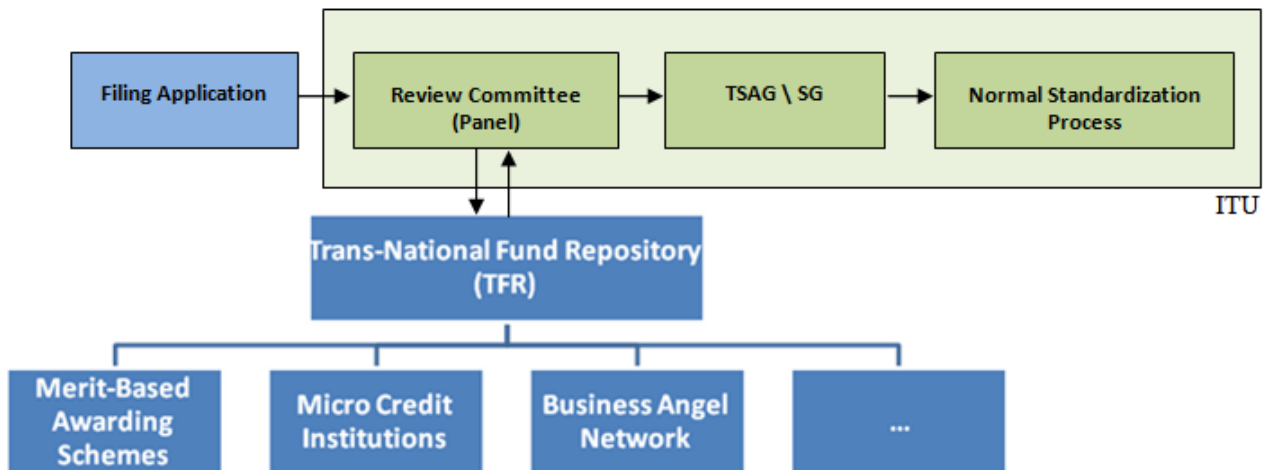 Filing Application
Review Committee
(Panel)
TSAG \ SG
Normal Standardization
Process
ITU
Trans-National Fund Repository
(TFR)
Merit-Based
Awarding
Schemes
Micro Credit
Institutions
Business Angel
Network
...